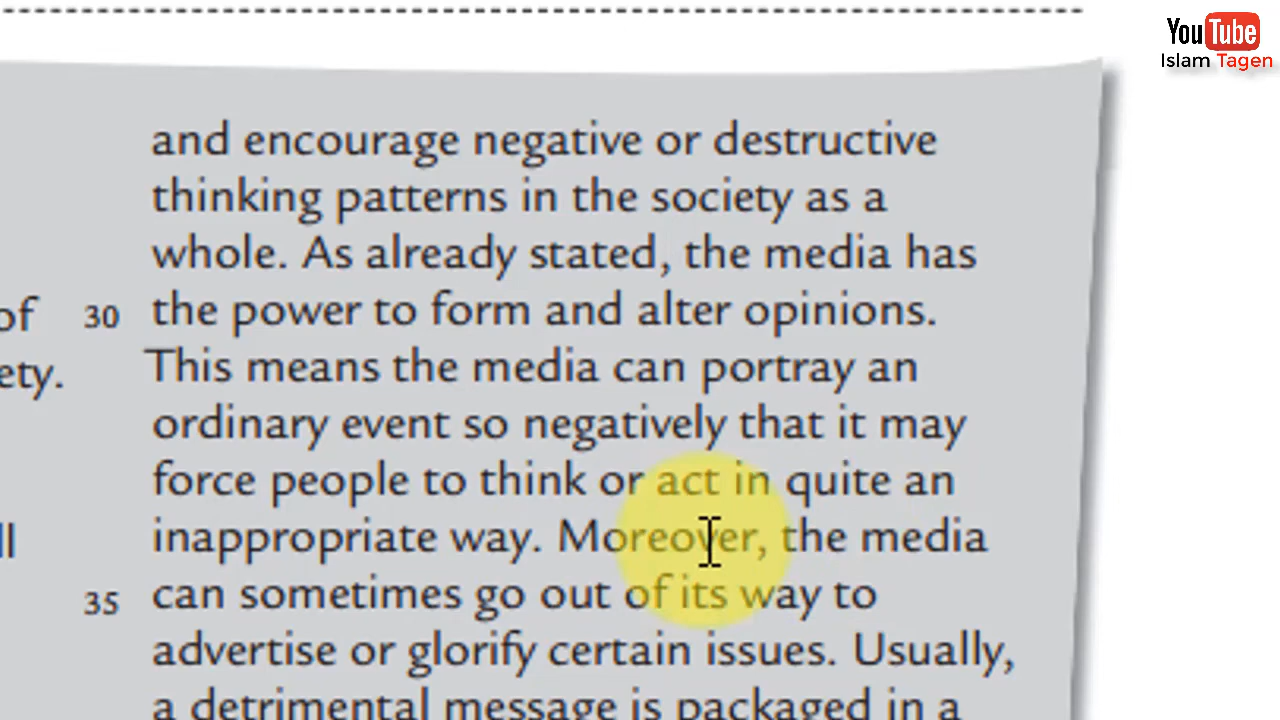 YouTube
Islam Tagen
and encourage negative or destructive
thinking patterns in the society as a
whole. As already stated, the media has
of
30 the power to form and alter opinions.
ety.
This means the media can portray an
ordinary event so negatively that it may
force people to think or act in quite an
ll
inappropriate way. Moreover, the media
35 can sometimes go out of its way to
advertise or glorify certain issues. Usually,
a detrimental message is packaged in a